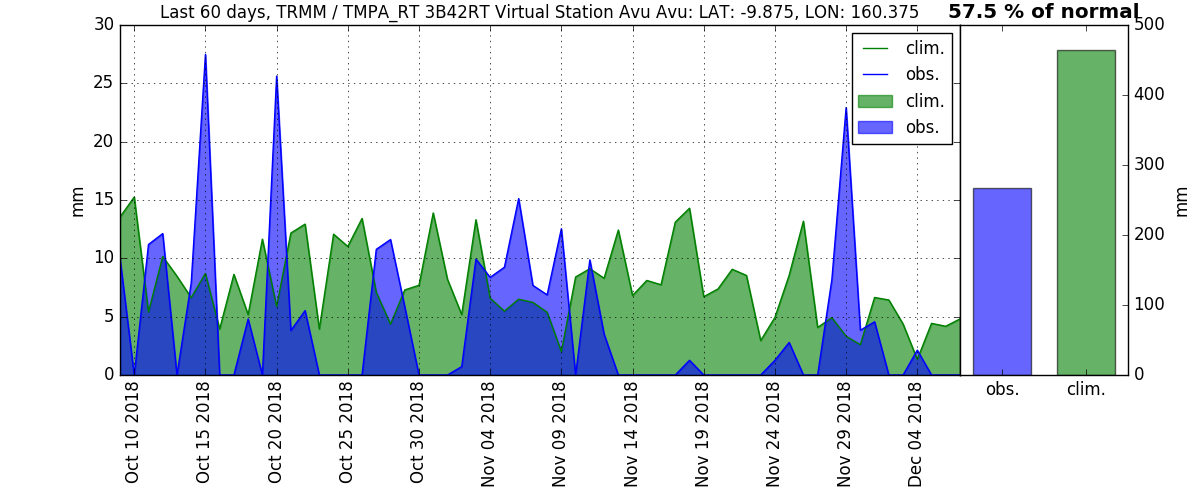 Last 60 days, TRMM / TMPA_RT 3B42RT Virtual Station Avu Avu: LAT: -9.875, LON: 160.375
57.5 % of normal
30
25
20
15
10
5
0
mm
clim.
obs.
clim.
obs.
500
400
300
200
100
0
mm
obs.
clim.
Oct 10 2018
Oct 15 2018
Oct 20 2018
Oct 25 2018
Oct 30 2018
Nov 04 2018
Nov 09 2018
Nov 14 2018
Nov 19 2018
Nov 24 2018
Nov 29 2018
Dec 04 2018